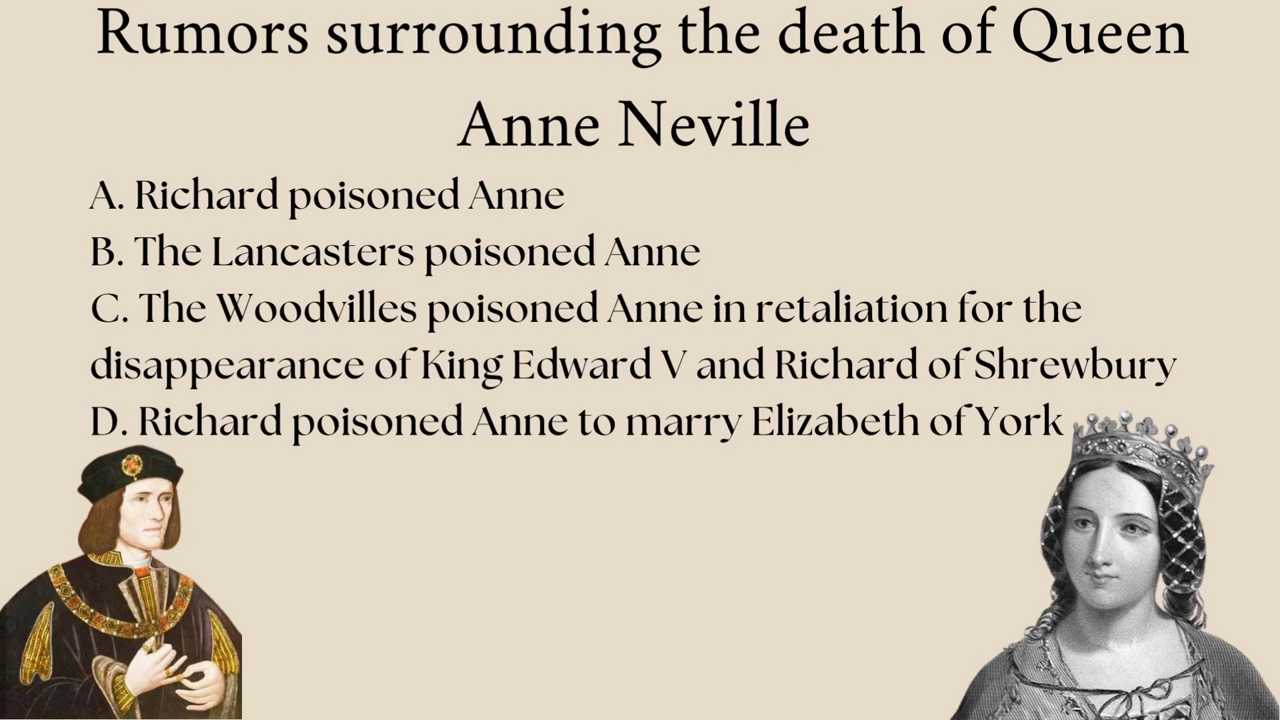 Rumors surrounding the death of Queen
Anne Neville
A. Richard poisoned Anne
B. The Lancasters poisoned Anne
C. The Woodvilles poisoned Anne in retaliation for the
disappearance of King Edward V and Richard of Shrewbury
D. Richard poisoned Anne to marry Elizabeth of York